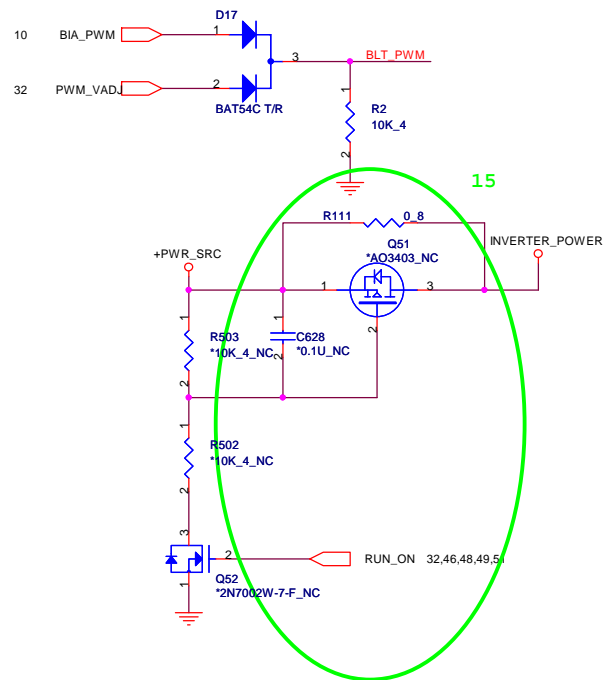 D17
10 BIA_PWM 1
3 BLT_PWM
32 PWM_VADJ 2
BAT54C T/R
1
R2
10K_4
2
15
R111 0_8
INVERTER_POWER
Q51
*AO3403_NC
+PWR_SRC
1 3
2
1
R503
*10K_4_NC
2
1
C628
*0.1U_NC
2
1
R502
*10K_4_NC
2
3
2 RUN_ON 32,46,48,49,51
1
Q52
*2N7002W-7-F_NC